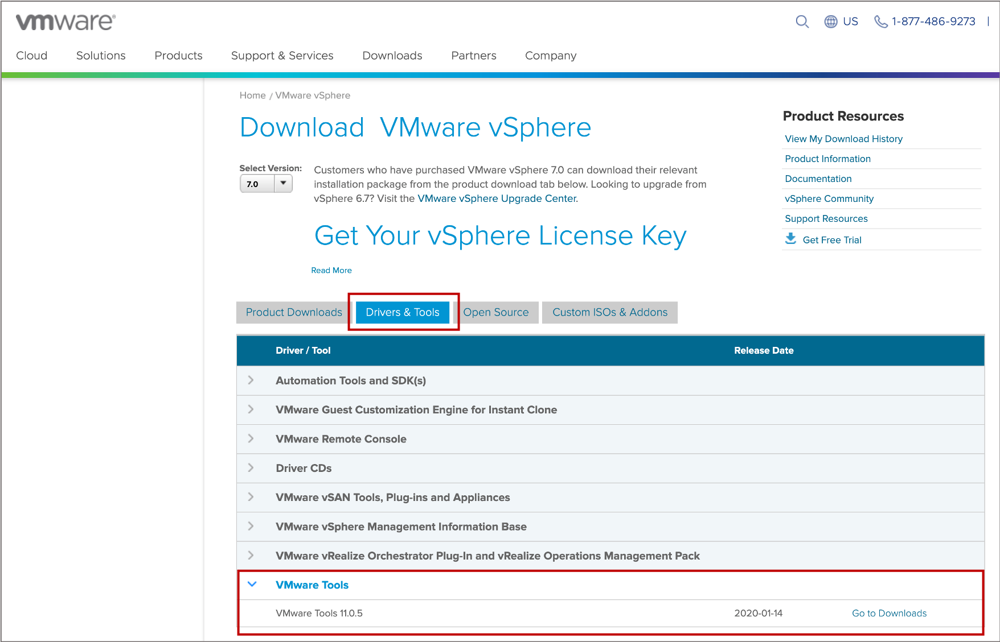 vmware®
US
1-877-486-9273
Cloud
Solutions
Products
Support & Services
Downloads
Partners
Company
Home / VMware vSphere
Download VMware vSphere
Select Version:
7.0
Customers who have purchased VMware vSphere 7.0 can download their relevant
installation package from the product download tab below. Looking to upgrade from
vSphere 6.7? Visit the VMware vSphere Upgrade Center.
Get Your vSphere License Key
Read More
Product Resources
View My Download History
Product Information
Documentation
vSphere Community
Support Resources
Get Free Trial
Product Downloads
Drivers & Tools
Open Source
Custom ISOs & Addons
Driver / Tool
Release Date
Automation Tools and SDK(s)
VMware Guest Customization Engine for Instant Clone
VMware Remote Console
Driver CDs
VMware vSAN Tools, Plug-ins and Appliances
VMware vSphere Management Information Base
VMware vRealize Orchestrator Plug-In and vRealize Operations Management Pack
VMware Tools
VMware Tools 11.0.5
2020-01-14
Go to Downloads